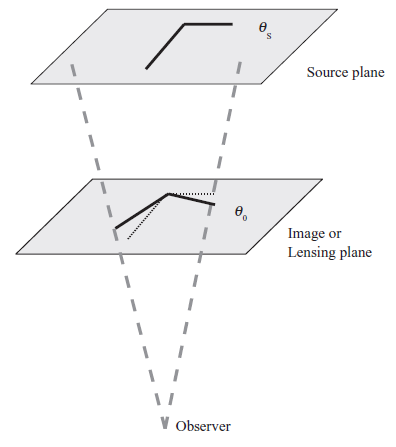 θs
Source plane
θ0
Image or
Lensing plane
Observer